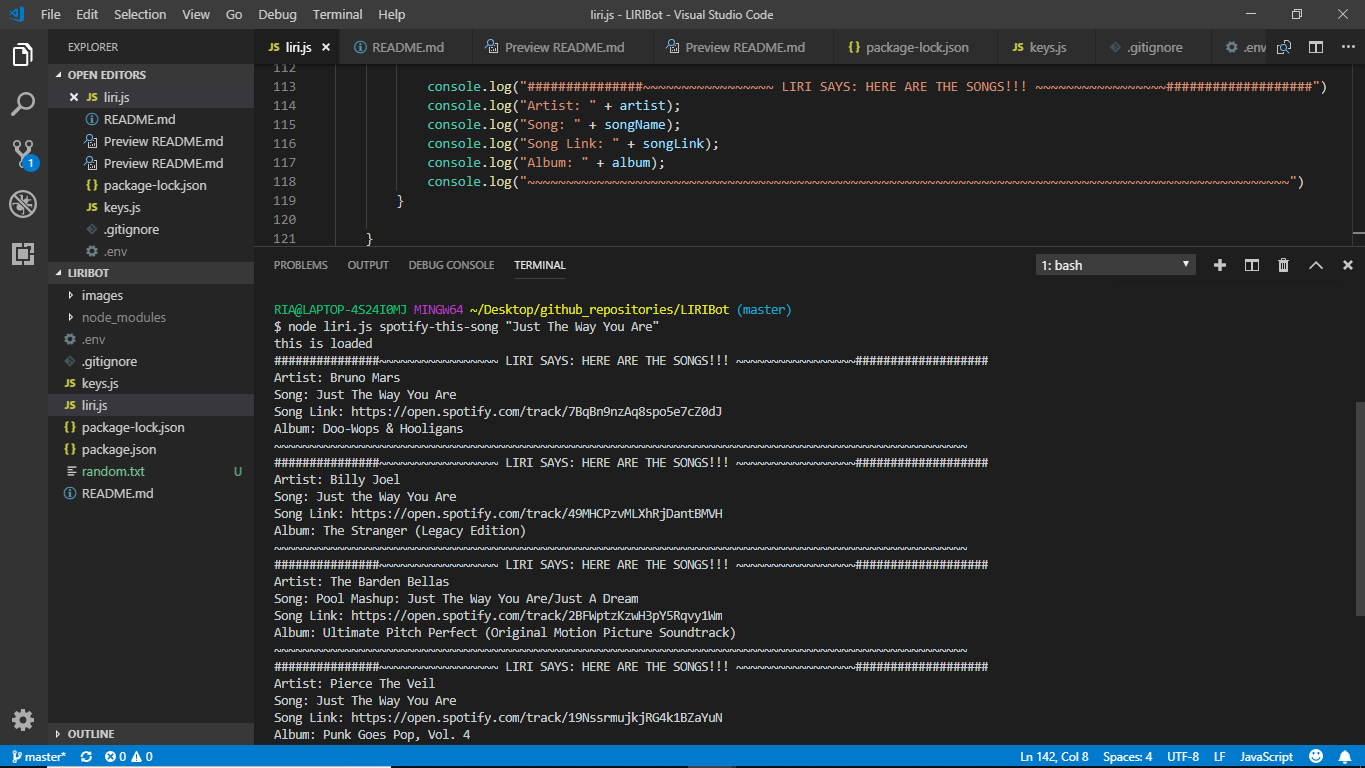 File Edit Selection View Go Debug Terminal Help liri.js - LIRIBot - Visual Studio Code
EXPLORER
OPEN EDITORS
JS liri.js
README.md
Preview README.md
Preview README.md
{} package-lock.json
JS keys.js
.gitignore
.env
LIRIBOT
images
node_modules
.env
.gitignore
JS keys.js
JS liri.js
{} package-lock.json
{} package.json
random.txt U
README.md
OUTLINE
1
JS liri.js README.md Preview README.md Preview README.md {} package-lock.json JS keys.js .gitignore .env
112
113 console.log("###############~~~~~~~~~~~~~~~~~ LIRI SAYS: HERE ARE THE SONGS!!! ~~~~~~~~~~~~~~~~~###################")
114 console.log("Artist: " + artist);
115 console.log("Song: " + songName);
116 console.log("Song Link: " + songLink);
117 console.log("Album: " + album);
118 console.log("~~~~~~~~~~~~~~~~~~~~~~~~~~~~~~~~~~~~~~~~~~~~~~~~~~~~~~~~~~~~~~~~~~~~~~~~~~~~~~~~~~~~~~~~~~~~~~~~~~~")
119 }
120
121 }
PROBLEMS OUTPUT DEBUG CONSOLE TERMINAL 1: bash
RIA@LAPTOP-4S24I0MJ MINGW64 ~/Desktop/github_repositories/LIRIBot (master)
$ node liri.js spotify-this-song "Just The Way You Are"
this is loaded
###############~~~~~~~~~~~~~~~~~ LIRI SAYS: HERE ARE THE SONGS!!! ~~~~~~~~~~~~~~~~~###################
Artist: Bruno Mars
Song: Just The Way You Are
Song Link: https://open.spotify.com/track/7BqBn9nzAq8spo5e7cZ0dJ
Album: Doo-Wops & Hooligans
~~~~~~~~~~~~~~~~~~~~~~~~~~~~~~~~~~~~~~~~~~~~~~~~~~~~~~~~~~~~~~~~~~~~~~~~~~~~~~~~~~~~~~~~~~~~~~~~~~~
###############~~~~~~~~~~~~~~~~~ LIRI SAYS: HERE ARE THE SONGS!!! ~~~~~~~~~~~~~~~~~###################
Artist: Billy Joel
Song: Just the Way You Are
Song Link: https://open.spotify.com/track/49MHCPzvMLXhRjDantBMVH
Album: The Stranger (Legacy Edition)
~~~~~~~~~~~~~~~~~~~~~~~~~~~~~~~~~~~~~~~~~~~~~~~~~~~~~~~~~~~~~~~~~~~~~~~~~~~~~~~~~~~~~~~~~~~~~~~~~~~
###############~~~~~~~~~~~~~~~~~ LIRI SAYS: HERE ARE THE SONGS!!! ~~~~~~~~~~~~~~~~~###################
Artist: The Barden Bellas
Song: Pool Mashup: Just The Way You Are/Just A Dream
Song Link: https://open.spotify.com/track/2BFWptzKzwH3pY5Rqvy1Wm
Album: Ultimate Pitch Perfect (Original Motion Picture Soundtrack)
~~~~~~~~~~~~~~~~~~~~~~~~~~~~~~~~~~~~~~~~~~~~~~~~~~~~~~~~~~~~~~~~~~~~~~~~~~~~~~~~~~~~~~~~~~~~~~~~~~~
###############~~~~~~~~~~~~~~~~~ LIRI SAYS: HERE ARE THE SONGS!!! ~~~~~~~~~~~~~~~~~###################
Artist: Pierce The Veil
Song: Just The Way You Are
Song Link: https://open.spotify.com/track/19NssrmujkjRG4k1BZaYuN
Album: Punk Goes Pop, Vol. 4
master* 0 0 Ln 142, Col 8 Spaces: 4 UTF-8 LF JavaScript